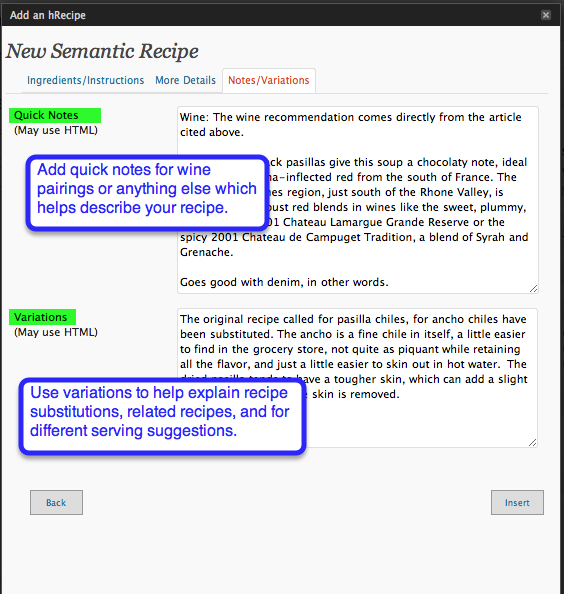 Add an hRecipe
New Semantic Recipe
Ingredients/Instructions More Details Notes/Variations
Quick Notes
(May use HTML)
Wine: The wine recommendation comes directly from the article
cited above.
ck pasillas give this soup a chocolaty note, ideal
na-inflected red from the south of France. The
nes region, just south of the Rhone Valley, is
bust red blends in wines like the sweet, plummy,
01 Chateau Lamargue Grande Reserve or the
spicy 2001 Chateau de Campuget Tradition, a blend of Syrah and
Grenache.
Goes good with denim, in other words.
Add quick notes for wine
pairings or anything else which
helps describe your recipe.
Variations
(May use HTML)
The original recipe called for pasilla chiles, for ancho chiles have
been substituted. The ancho is a fine chile in itself, a little easier
to find in the grocery store, not quite as piquant while retaining
all the flavor, and just a little easier to skin out in hot water. The
have a tougher skin, which can add a slight
skin is removed.
Use variations to help explain recipe
substitutions, related recipes, and for
different serving suggestions.
Back
Insert